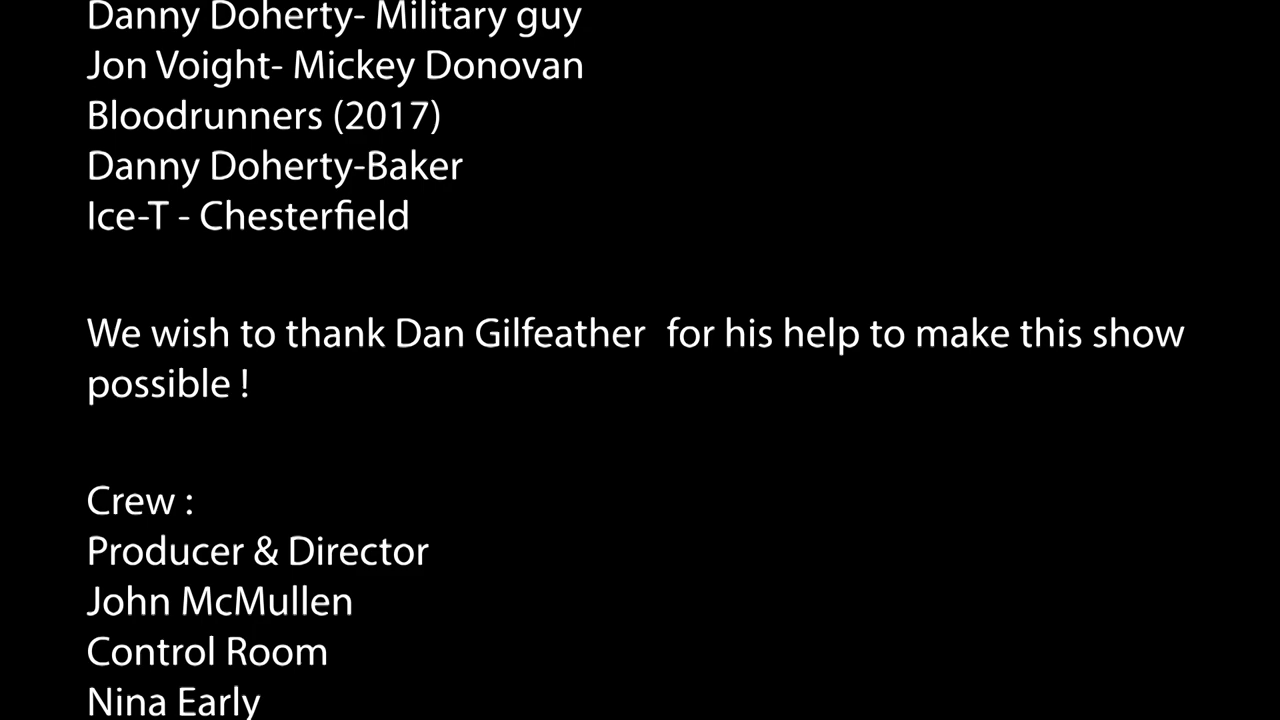 Danny Doherty- Military guy
Jon Voight- Mickey Donovan
Bloodrunners (2017)
Danny Doherty-Baker
Ice-T - Chesterfield
We wish to thank Dan Gilfeather  for his help to make this show
possible !
Crew :
Producer & Director
John McMullen
Control Room
Nina Early